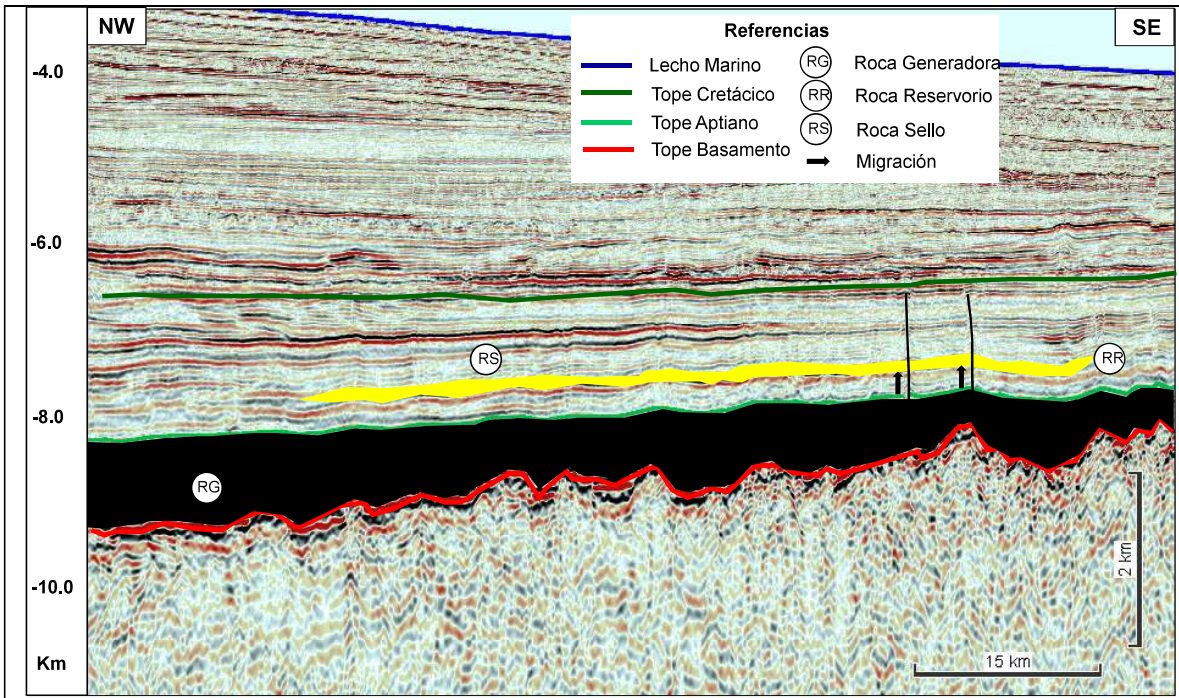 NW
SE
Referencias
Lecho Marino
Tope Cretácico
Tope Aptiano
Tope Basamento
RG Roca Generadora
RR Roca Reservorio
RS Roca Sello
Migración
-4.0
-6.0
-8.0
-10.0
Km
RS
RR
RG
2 km
15 km